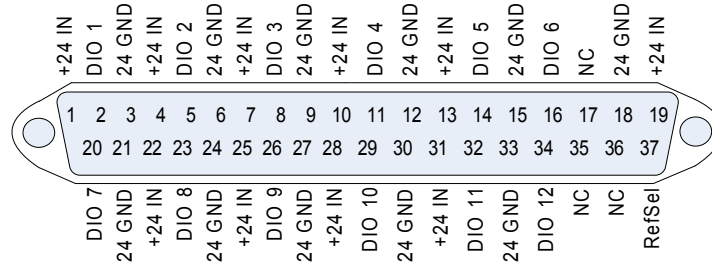 +24 IN
DIO 1
24 GND
+24 IN
DIO 2
24 GND
+24 IN
DIO 3
24 GND
+24 IN
DIO 4
24 GND
+24 IN
DIO 5
24 GND
DIO 6
NC
24 GND
+24 IN
1 2 3 4 5 6 7 8 9 10 11 12 13 14 15 16 17 18 19
20 21 22 23 24 25 26 27 28 29 30 31 32 33 34 35 36 37
DIO 7
24 GND
+24 IN
DIO 8
24 GND
+24 IN
DIO 9
24 GND
+24 IN
DIO 10
24 GND
+24 IN
DIO 11
24 GND
DIO 12
NC
NC
RefSel